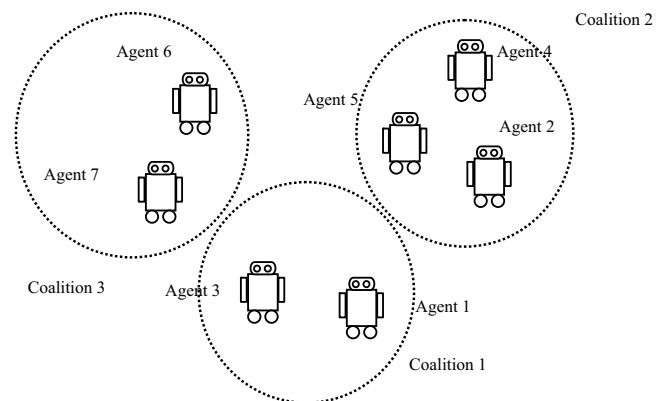 Coalition 2
Agent 6
Agent 4
Agent 5
Agent 2
Agent 7
Coalition 3
Agent 3
Agent 1
Coalition 1